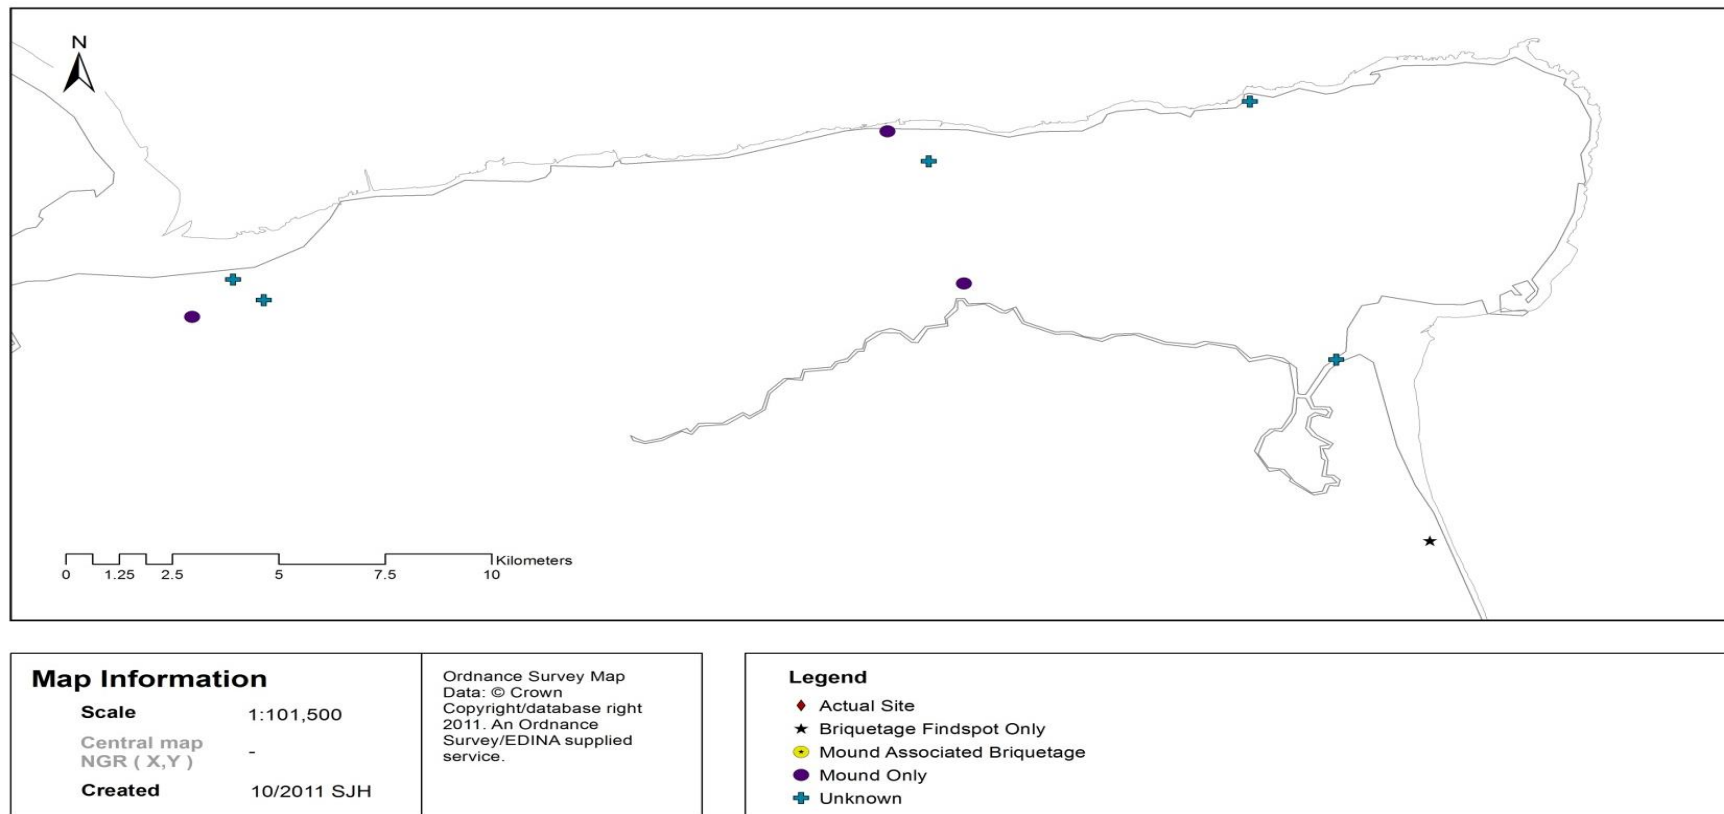 N
Kilometers
0 1.25 2.5 5 7.5 10
Map Information
Scale 1:101,500
Central map
NGR ( X,Y ) -
Created 10/2011 SJH
Ordnance Survey Map
Data: © Crown
Copyright/database right
2011. An Ordnance
Survey/EDINA supplied
service.
Legend
Actual Site
Briquetage Findspot Only
Mound Associated Briquetage
Mound Only
Unknown